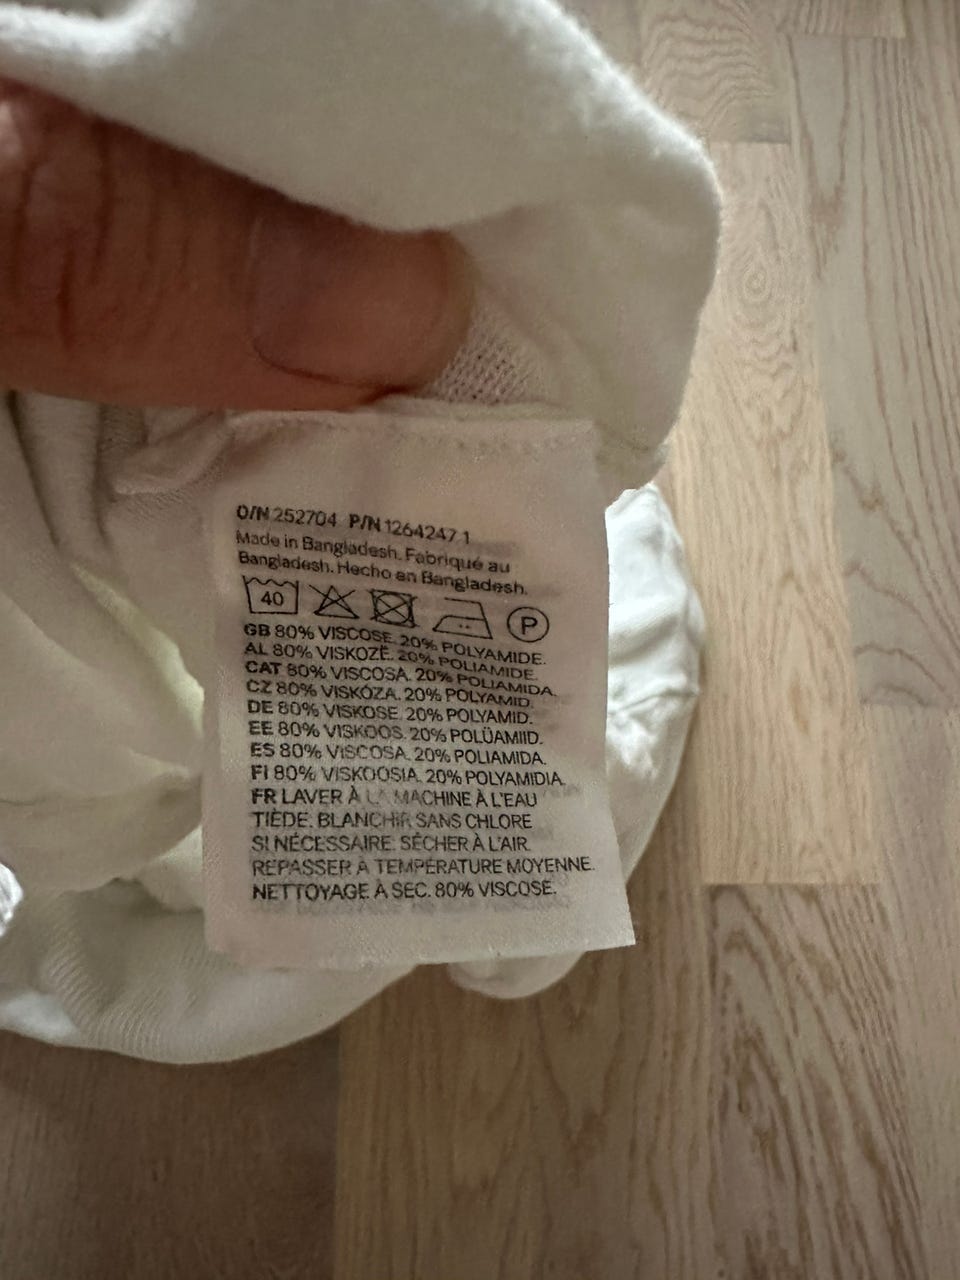 O/N 252704 P/N 1264247 1
Made in Bangladesh. Fabriqué au
Bangladesh. Hecho en Bangladesh.
40 P
GB 80% VISCOSE. 20% POLYAMIDE.
AL 80% VISKOZË. 20% POLIAMIDE.
CAT 80% VISCOSA. 20% POLIAMIDA.
CZ 80% VISKÓZA. 20% POLYAMID.
DE 80% VISKOSE. 20% POLYAMID.
EE 80% VISKOOS. 20% POLÜAMIID.
ES 80% VISCOSA. 20% POLIAMIDA.
FI 80% VISKOOSIA. 20% POLYAMIDIA.
FR LAVER À LA MACHINE À L'EAU
TIÈDE. BLANCHIR SANS CHLORE
SI NÉCESSAIRE. SÉCHER À L'AIR.
REPASSER À TEMPÉRATURE MOYENNE.
NETTOYAGE À SEC. 80% VISCOSE.